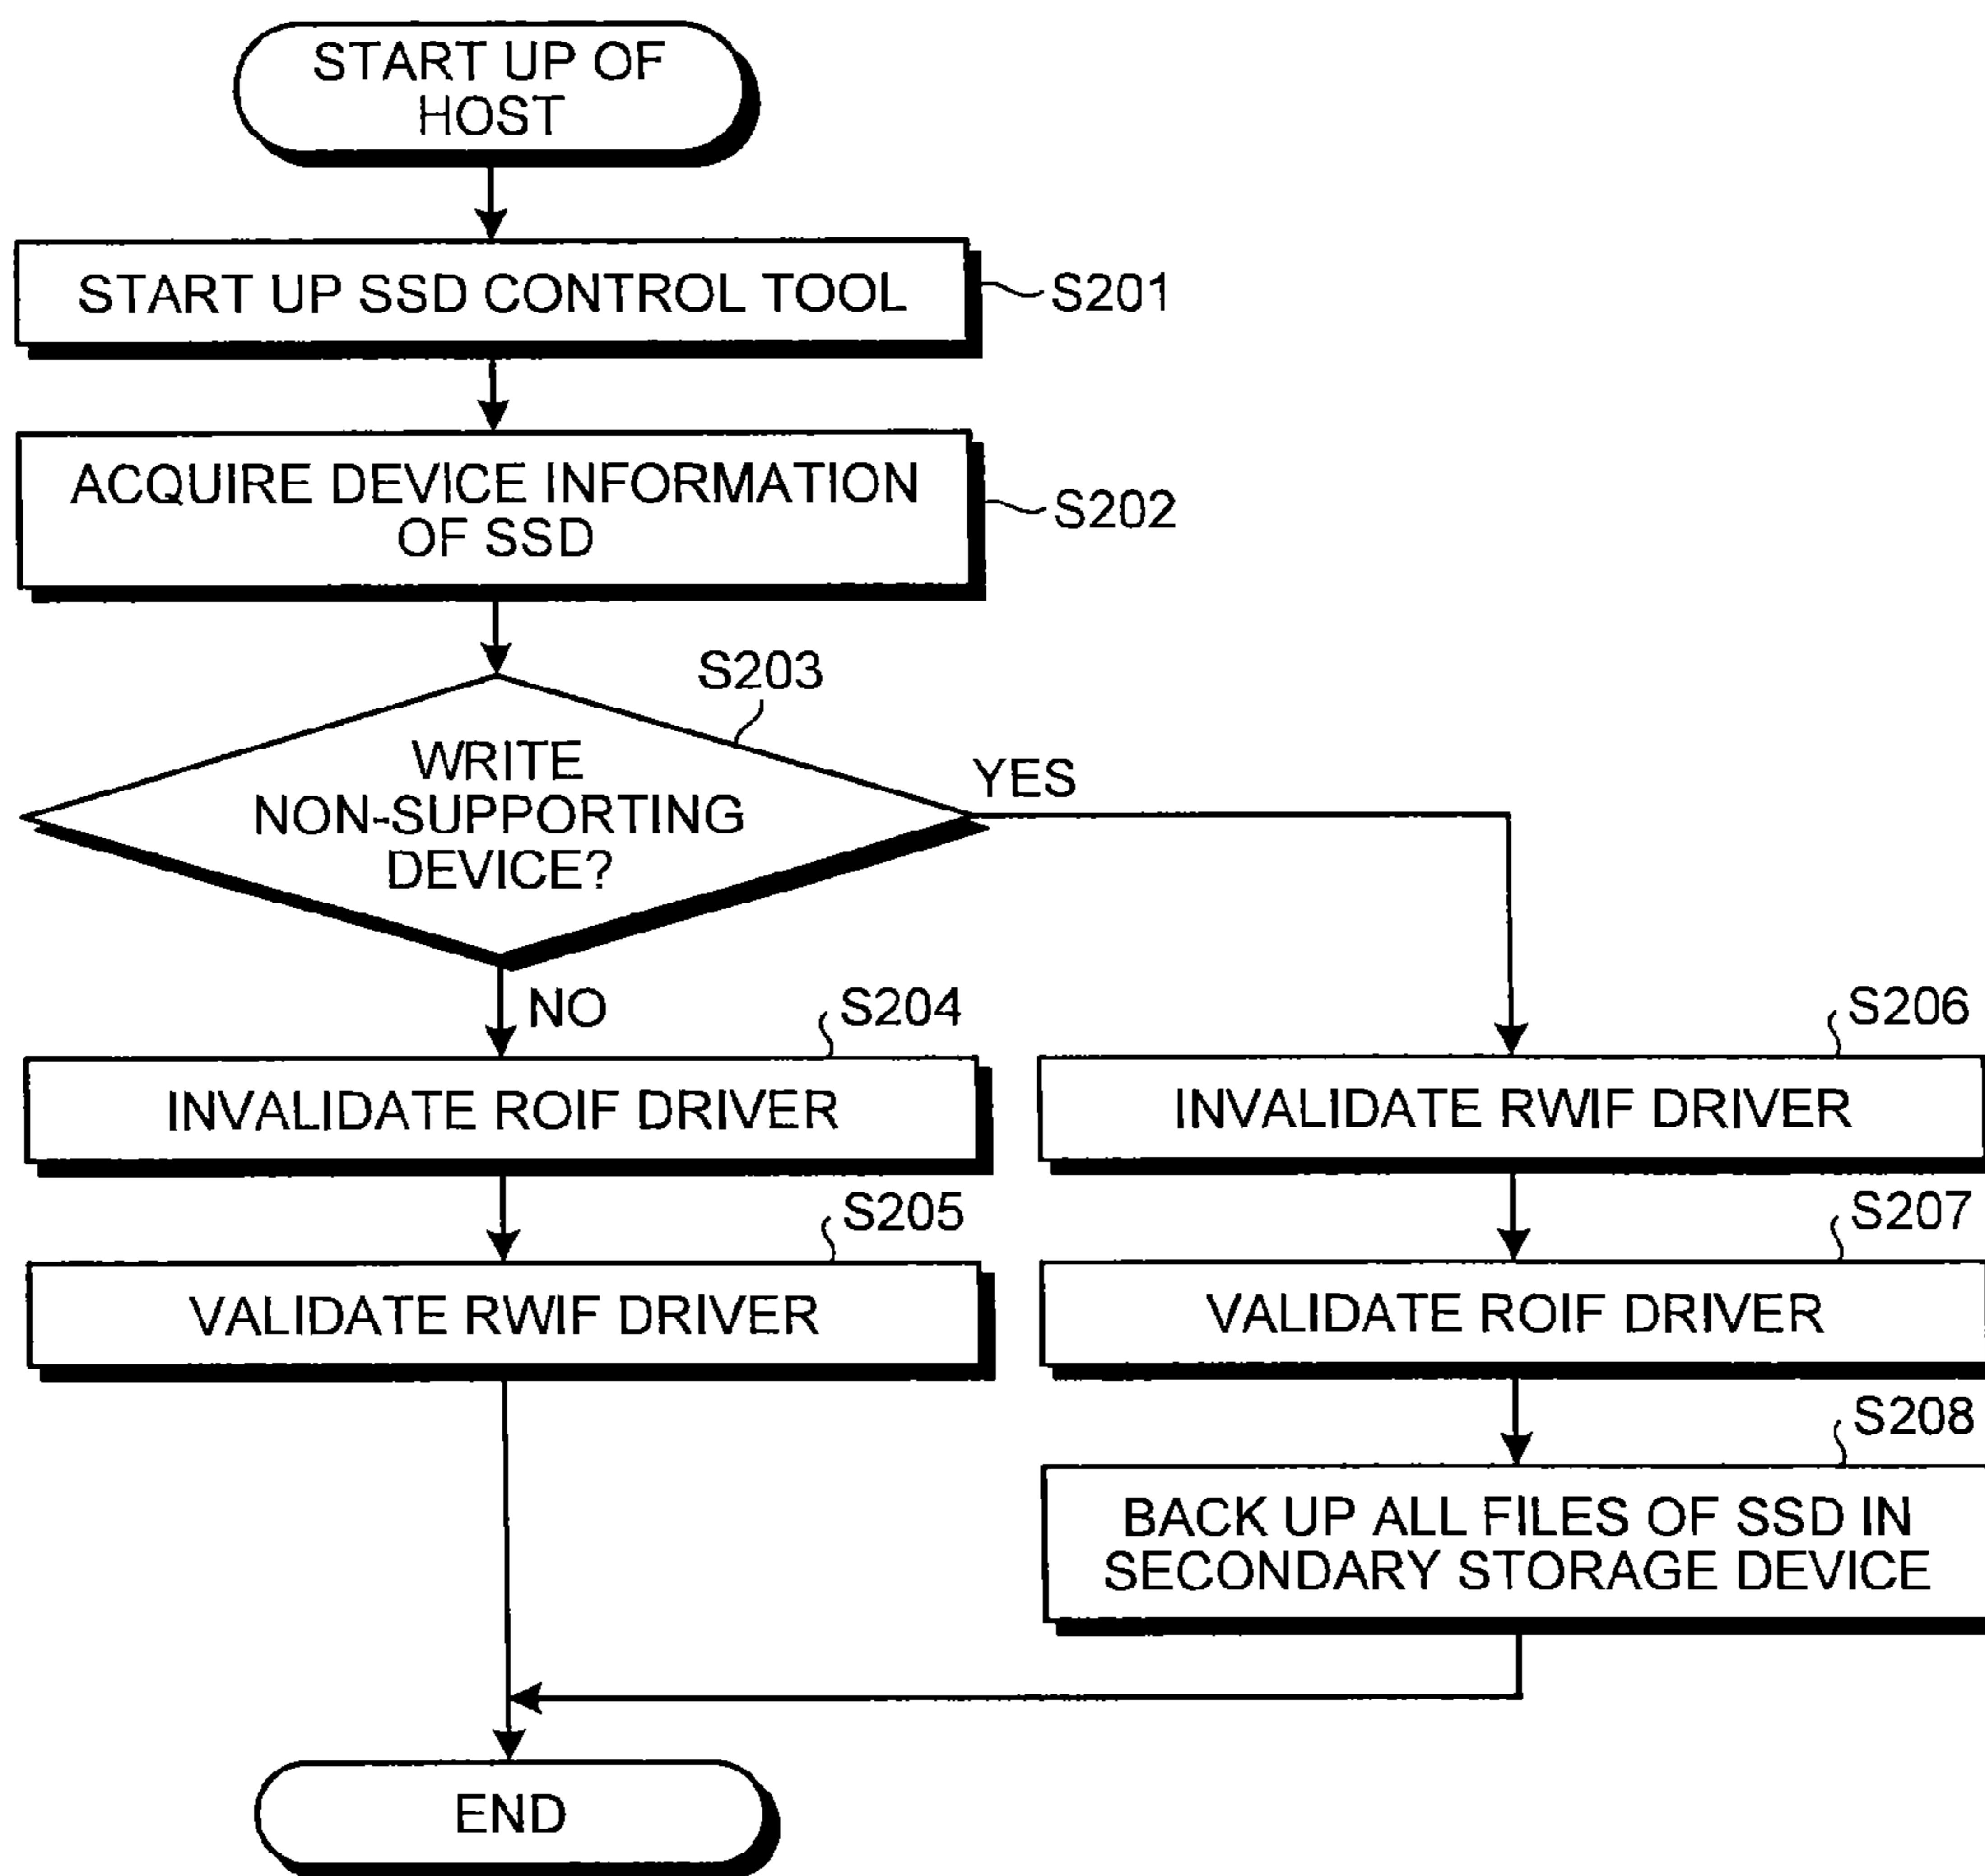 START UP OF
HOST
START UP SSD CONTROL TOOL
S201
ACQUIRE DEVICE INFORMATION
OF SSD
S202
S203
WRITE
NON-SUPPORTING
DEVICE?
YES
NO
S204
INVALIDATE ROIF DRIVER
S206
INVALIDATE RWIF DRIVER
S205
VALIDATE RWIF DRIVER
S207
VALIDATE ROIF DRIVER
S208
BACK UP ALL FILES OF SSD IN
SECONDARY STORAGE DEVICE
END